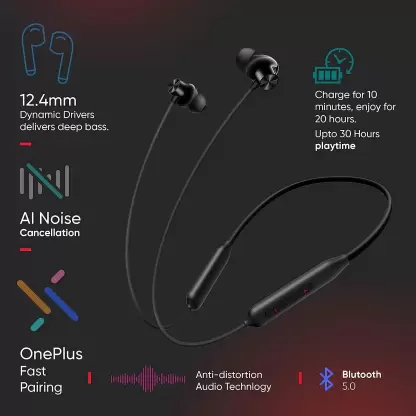 12.4mm
Dynamic Drivers
delivers deep bass.
Charge for 10
minutes, enjoy for
20 hours.
Upto 30 Hours
playtime
AI Noise
Cancellation
OnePlus
Fast
Pairing
Anti-distortion
Audio Technlogy
Blutooth
5.0